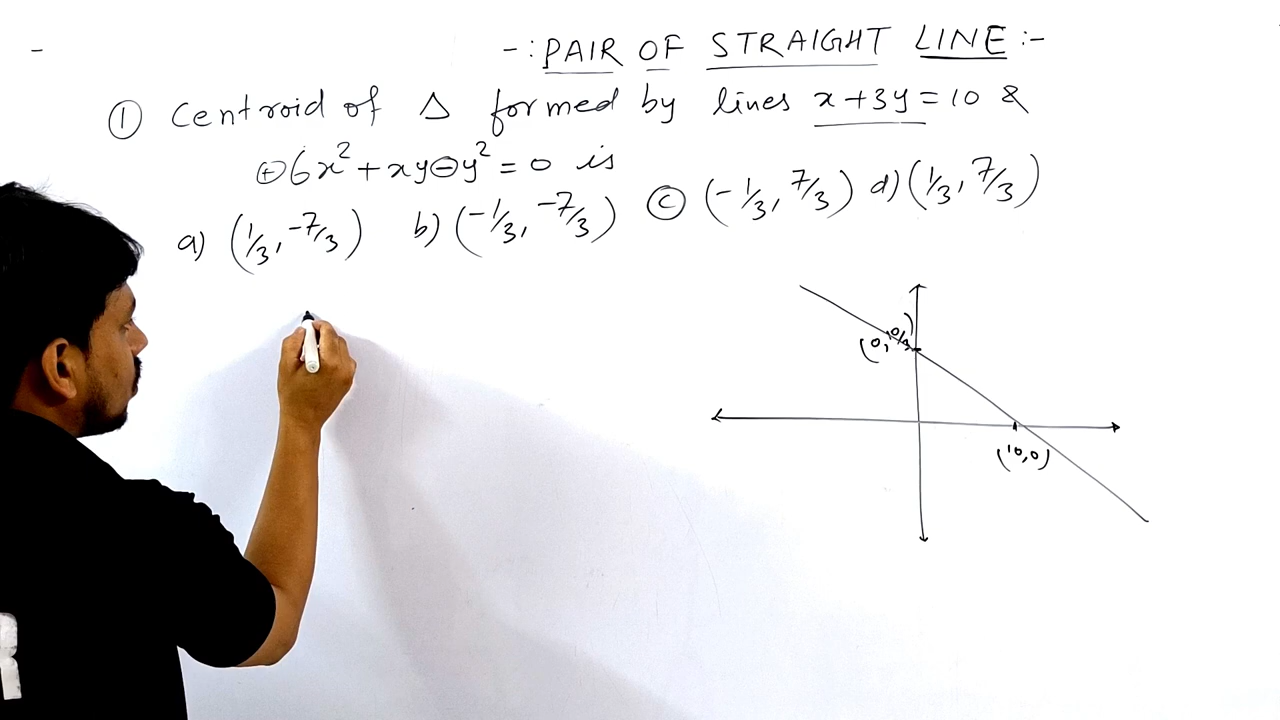 -: PAIR OF STRAIGHT LINE :-
① Centroid of Δ formed by lines x+3y=10 &
⊕6x²+xy⊖y²=0 is
a) (1/3, -7/3) b) (-1/3, -7/3) ⓒ (-1/3, 7/3) d) (1/3, 7/3)
(0, 10/3)
(10,0)